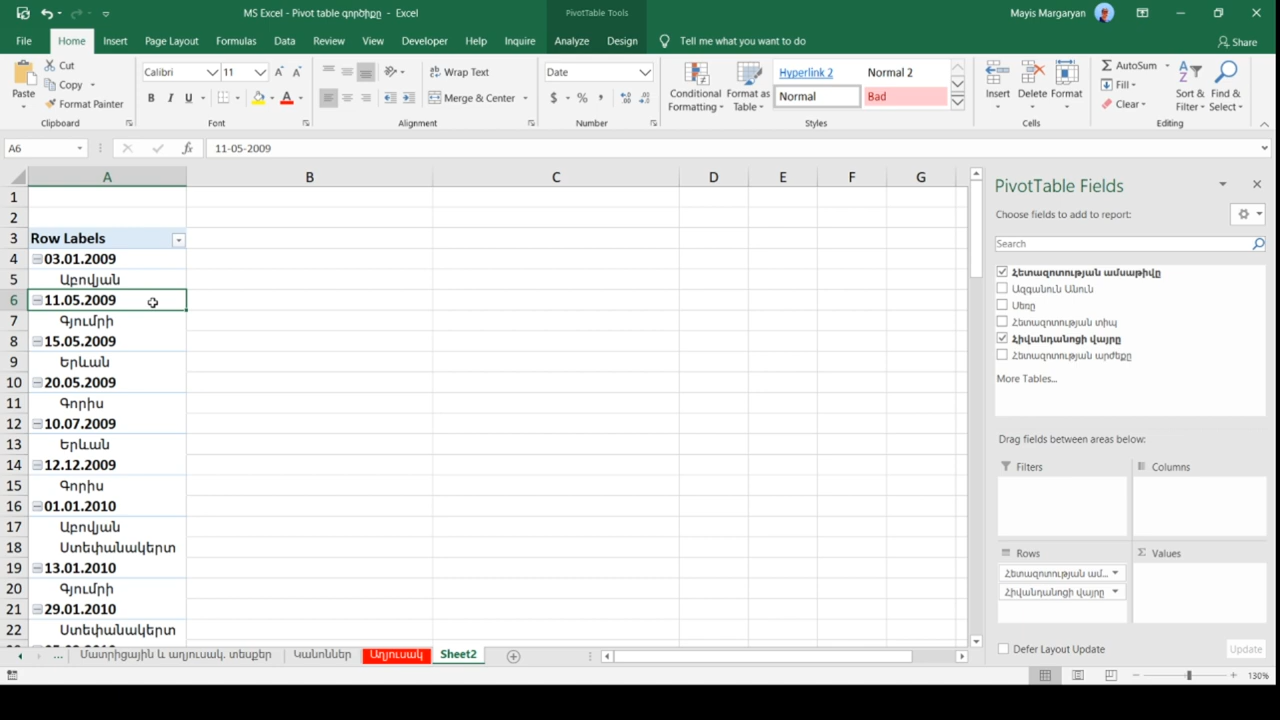 MS Excel - Pivot table գործիքը - Excel
PivotTable Tools
Mayis Margaryan
File Home Insert Page Layout Formulas Data Review View Developer Help Inquire Analyze Design Tell me what you want to do Share
Paste
Cut
Copy
Format Painter
Clipboard
Calibri 11
B I U
Font
Wrap Text
Merge & Center
Alignment
Date
$ % ,
Number
Conditional Formatting
Format as Table
Hyperlink 2 Normal 2
Normal Bad
Styles
Insert Delete Format
Cells
AutoSum
Fill
Clear
Sort & Filter
Find & Select
Editing
A6 fx 11-05-2009
A B C D E F G
1
2
3 Row Labels
4 03.01.2009
5 Աբովյան
6 11.05.2009
7 Գյումրի
8 15.05.2009
9 Երևան
10 20.05.2009
11 Գորիս
12 10.07.2009
13 Երևան
14 12.12.2009
15 Գորիս
16 01.01.2010
17 Աբովյան
18 Ստեփանակերտ
19 13.01.2010
20 Գյումրի
21 29.01.2010
22 Ստեփանակերտ
PivotTable Fields
Choose fields to add to report:
Search
Հետազոտության ամսաթիվը
Ազգանուն Անուն
Սեռը
Հետազոտության տիպ
Հիվանդանոցի վայրը
Հետազոտության արժեքը
More Tables...
Drag fields between areas below:
Filters Columns
Rows Σ Values
Հետազոտության ամ...
Հիվանդանոցի վայրը
Defer Layout Update Update
... Մատրիցային և աղյուսակ. տեսքեր Կանոններ Աղյուսակ Sheet2
130%